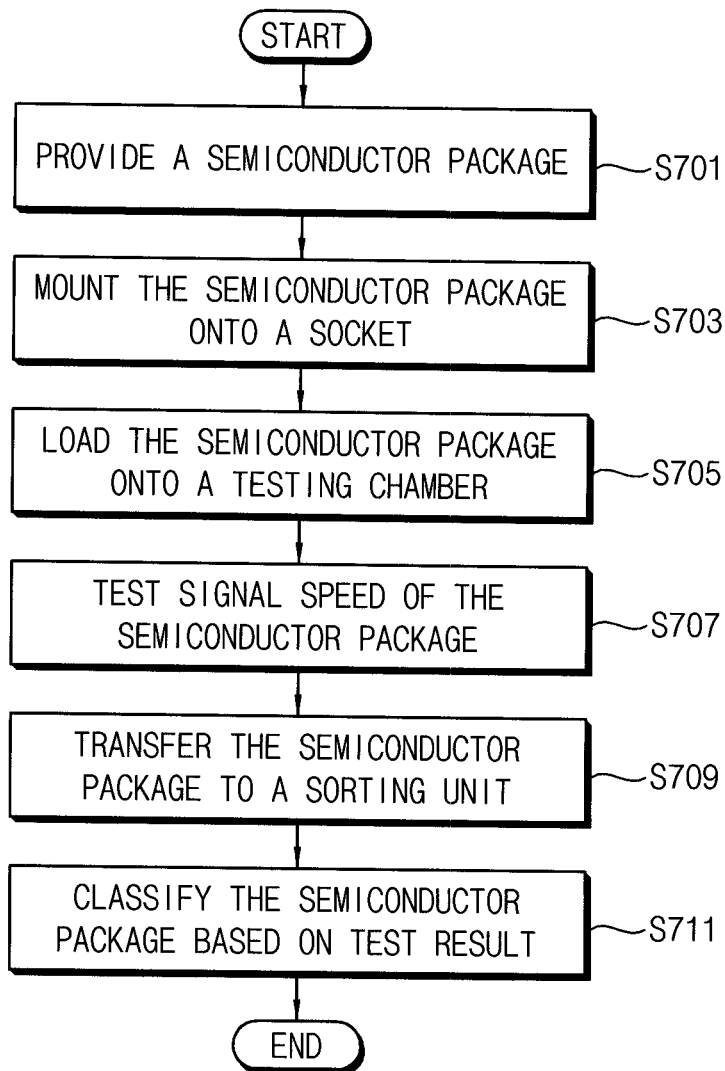 START
PROVIDE A SEMICONDUCTOR PACKAGE
S701
MOUNT THE SEMICONDUCTOR PACKAGE
ONTO A SOCKET
S703
LOAD THE SEMICONDUCTOR PACKAGE
ONTO A TESTING CHAMBER
S705
TEST SIGNAL SPEED OF THE
SEMICONDUCTOR PACKAGE
S707
TRANSFER THE SEMICONDUCTOR
PACKAGE TO A SORTING UNIT
S709
CLASSIFY THE SEMICONDUCTOR
PACKAGE BASED ON TEST RESULT
S711
END